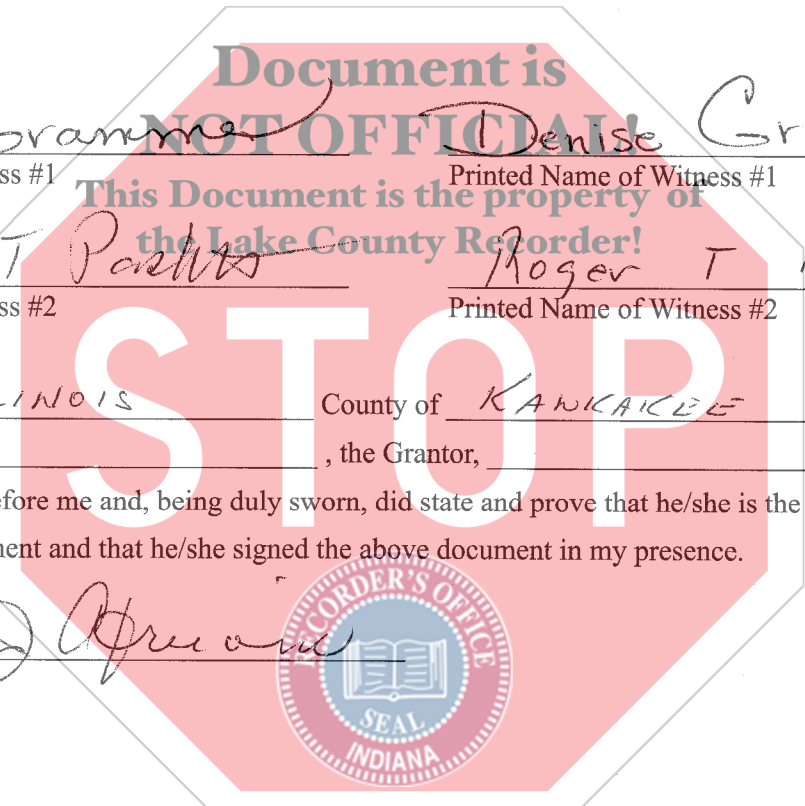 Document is
NOT OFFICIAL!
This Document is the property of
the Lake County Recorder!
Denise Gr
ss #1 Printed Name of Witness #1
T Roger T
ss #2 Printed Name of Witness #2
STOP
LINOIS County of KANKAKEE
, the Grantor,
efore me and, being duly sworn, did state and prove that he/she is the
ment and that he/she signed the above document in my presence.
RECORDER'S OFFICE
SEAL
INDIANA